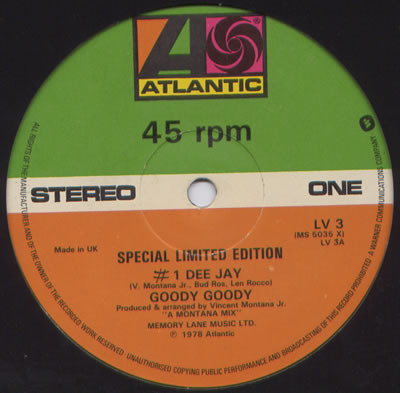 ATLANTIC
45 rpm
STEREO
ONE
LV 3
(MS 5035 X)
LV 3A
Made in UK
SPECIAL LIMITED EDITION
#1 DEE JAY
(V. Montana Jr., Bud Ros, Len Rocco)
GOODY GOODY
Produced & arranged by Vincent Montana Jr.
"A MONTANA MIX"
MEMORY LANE MUSIC LTD.
℗ 1978 Atlantic
ALL RIGHTS OF THE MANUFACTURER AND OF THE OWNER OF THE RECORDED WORK RESERVED UNAUTHORISED COPYING PUBLIC PERFORMANCE AND BROADCASTING OF THIS RECORD PROHIBITED · A WARNER COMMUNICATIONS COMPANY